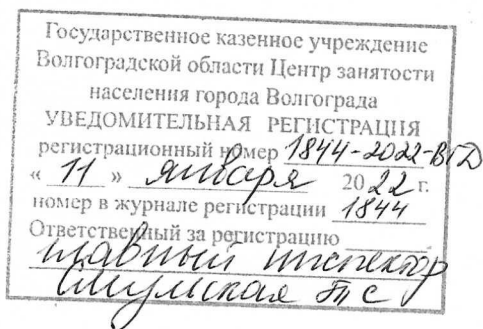 Государственное казенное учреждение
Волгоградской области Центр занятости
населения города Волгограда
УВЕДОМИТЕЛЬНАЯ РЕГИСТРАЦИЯ
регистрационный номер 1844-2022-ВГД
« 11 » января 2022 г.
номер в журнале регистрации 1844
Ответственный за регистрацию
главный инспектор
Т С